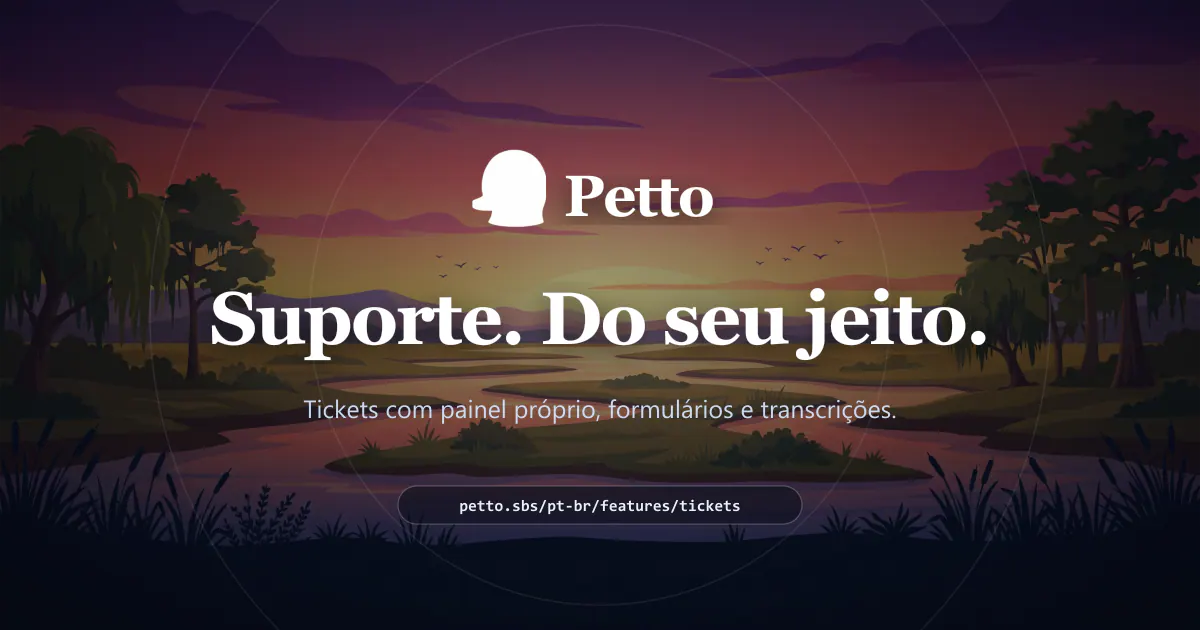 Petto
Suporte. Do seu jeito.
Tickets com painel próprio, formulários e transcrições.
petto.sbs/pt-br/features/tickets